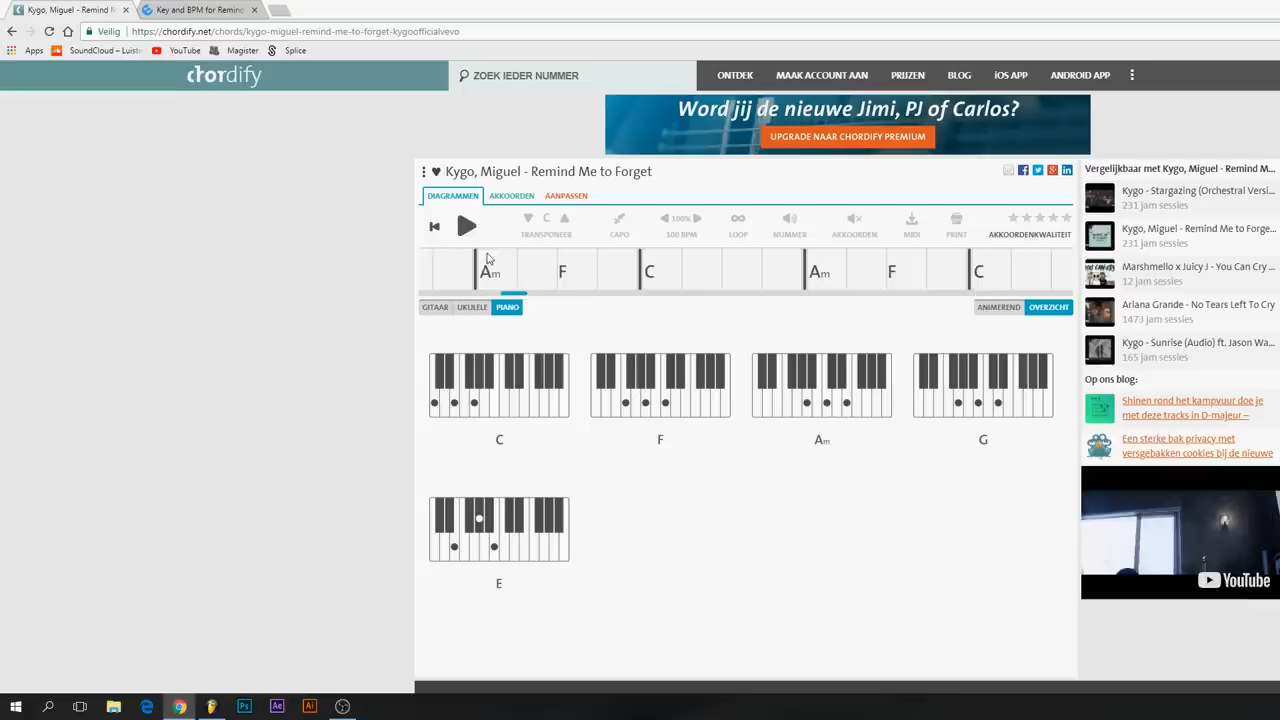 Kygo, Miguel - Remind M
Key and BPM for Remind
Veilig
https://chordify.net/chords/kygo-miguel-remind-me-to-forget-kygoofficialvevo
Apps
SoundCloud – Luiste
YouTube
Magister
Splice
chordify
ZOEK IEDER NUMMER
ONTDEK
MAAK ACCOUNT AAN
PRIJZEN
BLOG
iOS APP
ANDROID APP
Word jij de nieuwe Jimi, PJ of Carlos?
UPGRADE NAAR CHORDIFY PREMIUM
Kygo, Miguel - Remind Me to Forget
DIAGRAMMEN
AKKOORDEN
AANPASSEN
C
100%
TRANSPONEER
CAPO
100 BPM
LOOP
NUMMER
AKKOORDEN
MIDI
PRINT
AKKOORDENKWALITEIT
Am
F
C
Am
F
C
GITAAR
UKULELE
PIANO
ANIMEREND
OVERZICHT
C
F
Am
G
E
Vergelijkbaar met Kygo, Miguel - Remind M...
Kygo - Stargazing (Orchestral Versi...
231 jam sessies
Kygo, Miguel - Remind Me to Forge...
231 jam sessies
Marshmello x Juicy J - You Can Cry ...
12 jam sessies
Ariana Grande - No Tears Left To Cry
1473 jam sessies
Kygo - Sunrise (Audio) ft. Jason Wa...
165 jam sessies
Op ons blog:
Shinen rond het kampvuur doe je
met deze tracks in D-majeur –
Een sterke bak privacy met
versgebakken cookies bij de nieuwe
YouTube
Ps
Ae
Ai